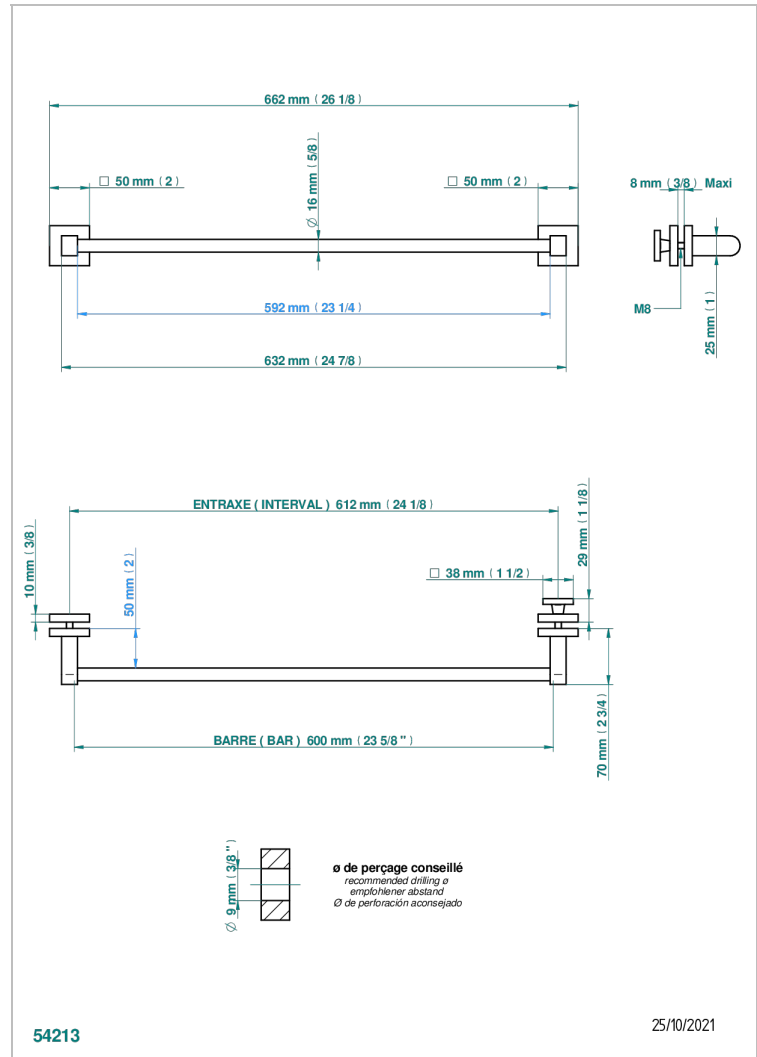 662 mm ( 26 1/8 )
□ 50 mm ( 2 )
Ø 16 mm ( 5/8 )
□ 50 mm ( 2 )
8 mm ( 3/8 ) Maxi
592 mm ( 23 1/4 )
M8
25 mm ( 1 )
632 mm ( 24 7/8 )
ENTRAXE ( INTERVAL ) 612 mm ( 24 1/8 )
10 mm ( 3/8 )
50 mm ( 2 )
□ 38 mm ( 1 1/2 )
29 mm ( 1 1/8 )
70 mm ( 2 3/4 )
BARRE ( BAR ) 600 mm ( 23 5/8 " )
Ø 9 mm ( 3/8 " )
ø de perçage conseillé
recommended drilling ø
empfohlener abstand
Ø de perforación aconsejado
54213
25/10/2021